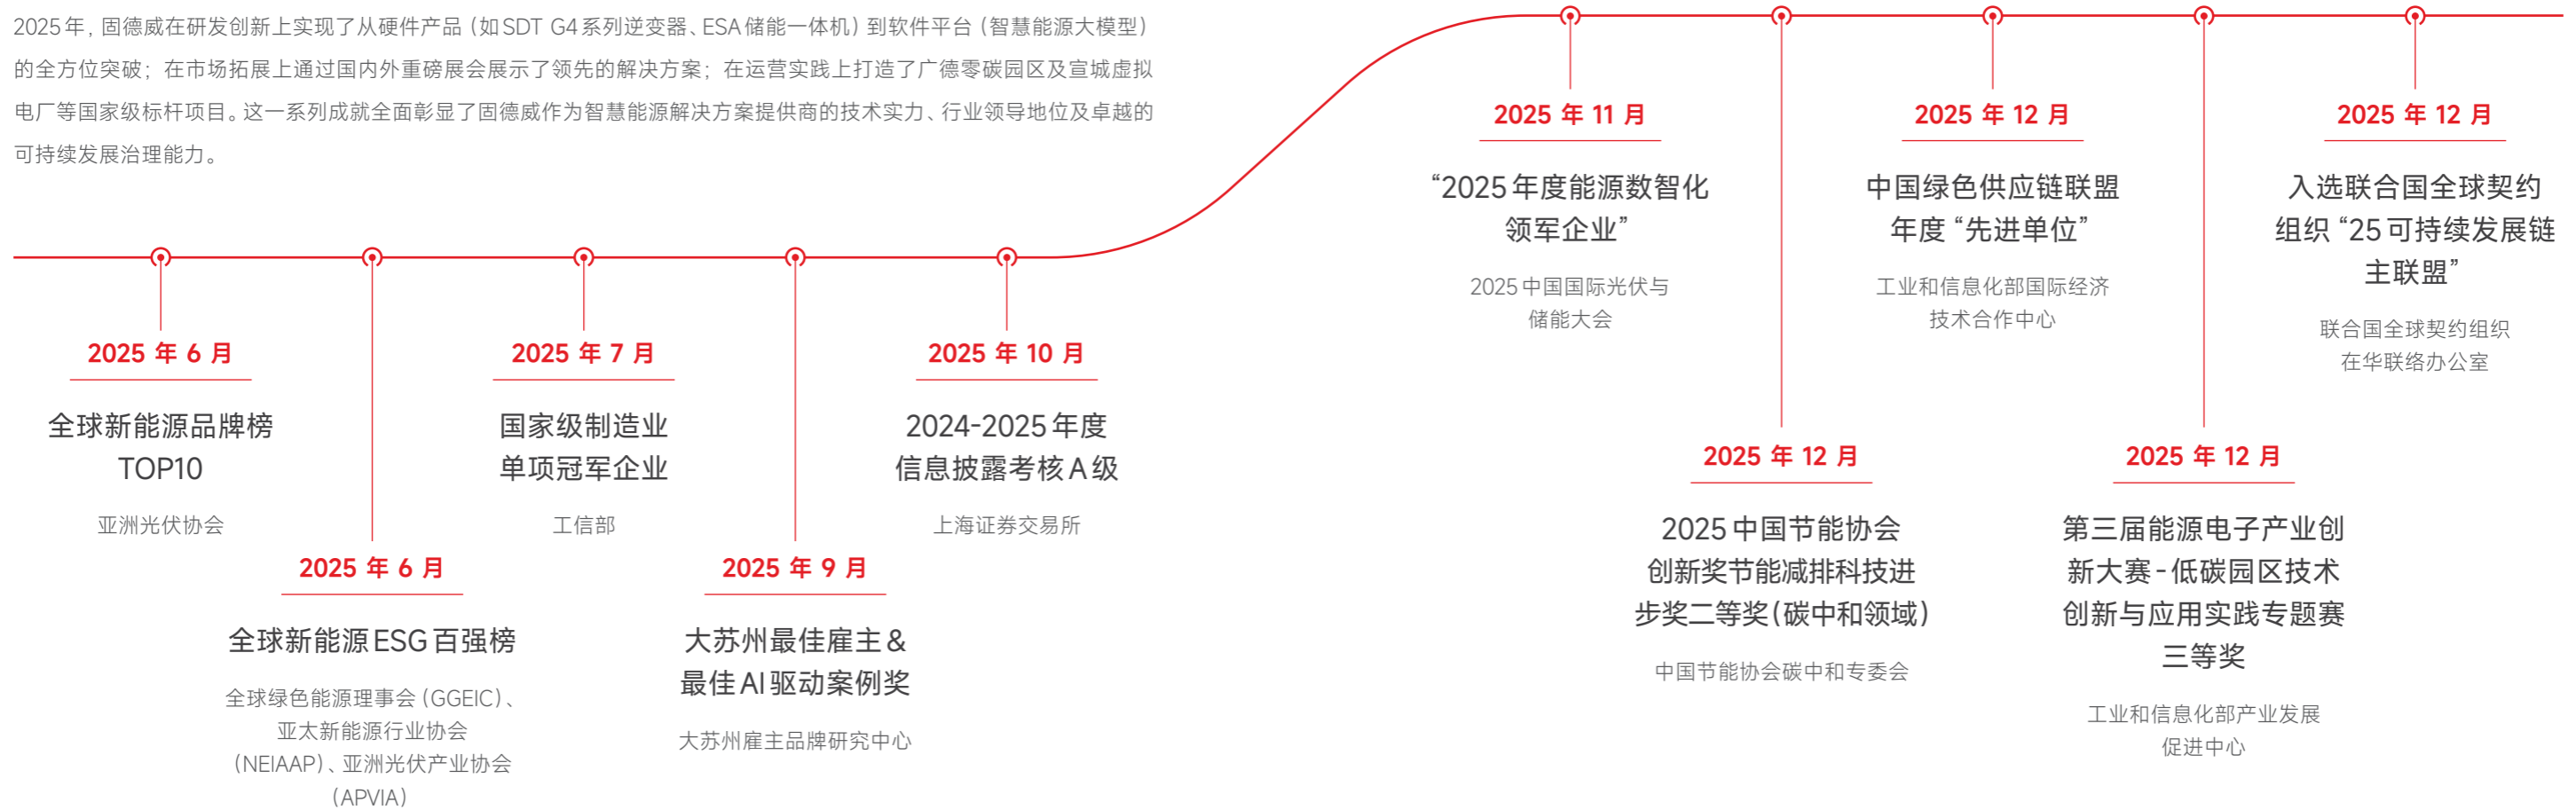 2025年，固德威在研发创新上实现了从硬件产品（如SDT G4系列逆变器、ESA储能一体机）到软件平台（智慧能源大模型）
的全方位突破；在市场拓展上通过国内外重磅展会展示了领先的解决方案；在运营实践上打造了广德零碳园区及宣城虚拟
电厂等国家级标杆项目。这一系列成就全面彰显了固德威作为智慧能源解决方案提供商的技术实力、行业领导地位及卓越的
可持续发展治理能力。
2025 年 6 月
全球新能源品牌榜
TOP10
亚洲光伏协会
2025 年 6 月
全球新能源ESG百强榜
全球绿色能源理事会（GGEIC）、
亚太新能源行业协会
（NEIAAP）、亚洲光伏产业协会
（APVIA）
2025 年 7 月
国家级制造业
单项冠军企业
工信部
2025 年 9 月
大苏州最佳雇主&
最佳AI驱动案例奖
大苏州雇主品牌研究中心
2025 年 10 月
2024-2025年度
信息披露考核A级
上海证券交易所
2025 年 11 月
“2025年度能源数智化
领军企业”
2025中国国际光伏与
储能大会
2025 年 12 月
2025中国节能协会
创新奖节能减排科技进
步奖二等奖（碳中和领域）
中国节能协会碳中和专委会
2025 年 12 月
中国绿色供应链联盟
年度“先进单位”
工业和信息化部国际经济
技术合作中心
2025 年 12 月
第三届能源电子产业创
新大赛-低碳园区技术
创新与应用实践专题赛
三等奖
工业和信息化部产业发展
促进中心
2025 年 12 月
入选联合国全球契约
组织“25可持续发展链
主联盟”
联合国全球契约组织
在华联络办公室